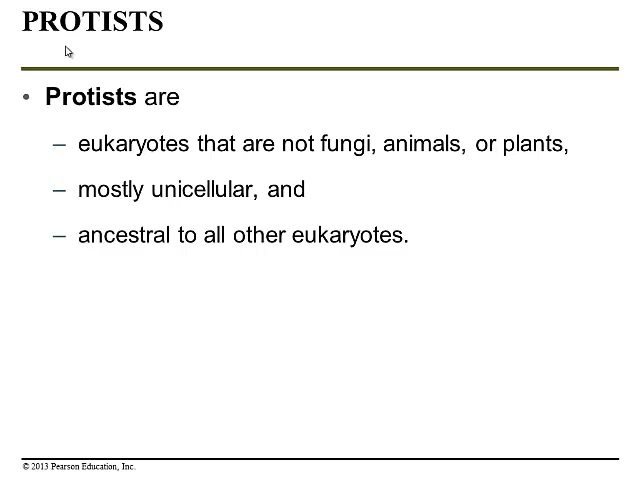 PROTISTS
• Protists are
– eukaryotes that are not fungi, animals, or plants,
– mostly unicellular, and
– ancestral to all other eukaryotes.
© 2013 Pearson Education, Inc.